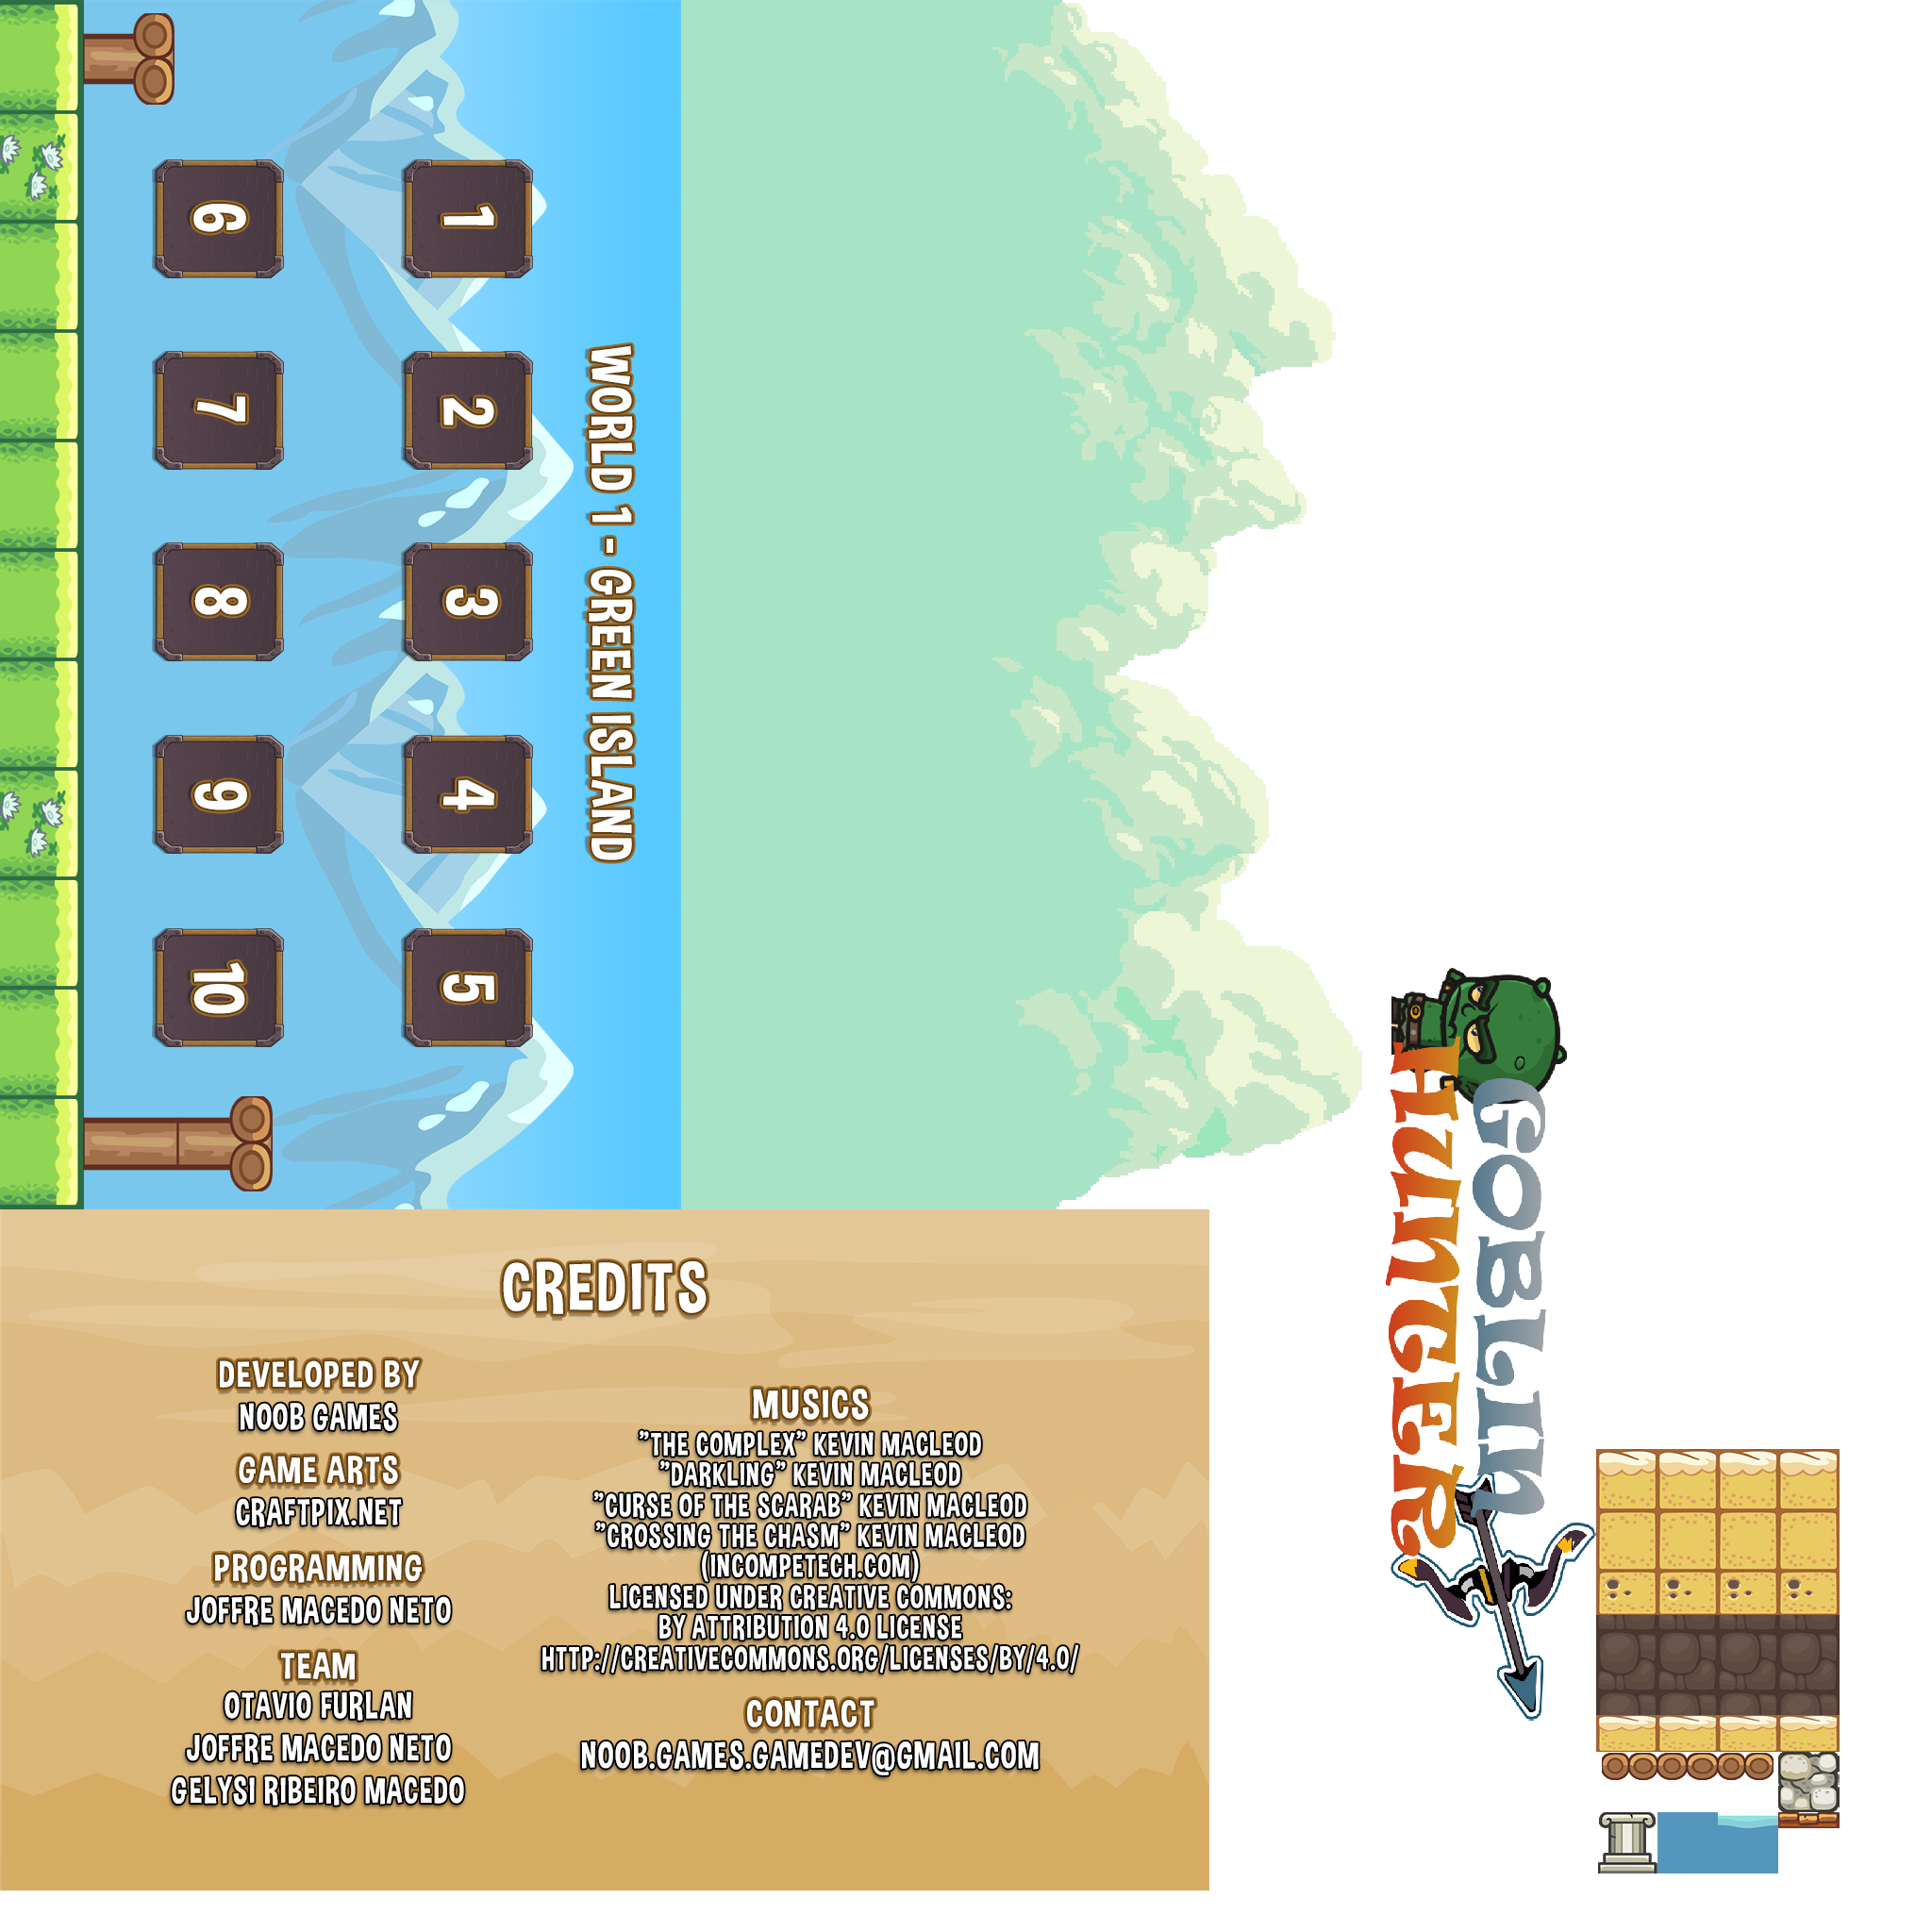 WORLD 1 - GREEN ISLAND
1
2
3
4
5
6
7
8
9
10
GOBLIN
HUNGER
CREDITS
DEVELOPED BY
NOOB GAMES
GAME ARTS
CRAFTPIX.NET
PROGRAMMING
JOFFRE MACEDO NETO
TEAM
OTAVIO FURLAN
JOFFRE MACEDO NETO
GELYSI RIBEIRO MACEDO
MUSICS
"THE COMPLEX" KEVIN MACLEOD
"DARKLING" KEVIN MACLEOD
"CURSE OF THE SCARAB" KEVIN MACLEOD
"CROSSING THE CHASM" KEVIN MACLEOD
(INCOMPETECH.COM)
LICENSED UNDER CREATIVE COMMONS:
BY ATTRIBUTION 4.0 LICENSE
HTTP://CREATIVECOMMONS.ORG/LICENSES/BY/4.0/
CONTACT
NOOB.GAMES.GAMEDEV@GMAIL.COM